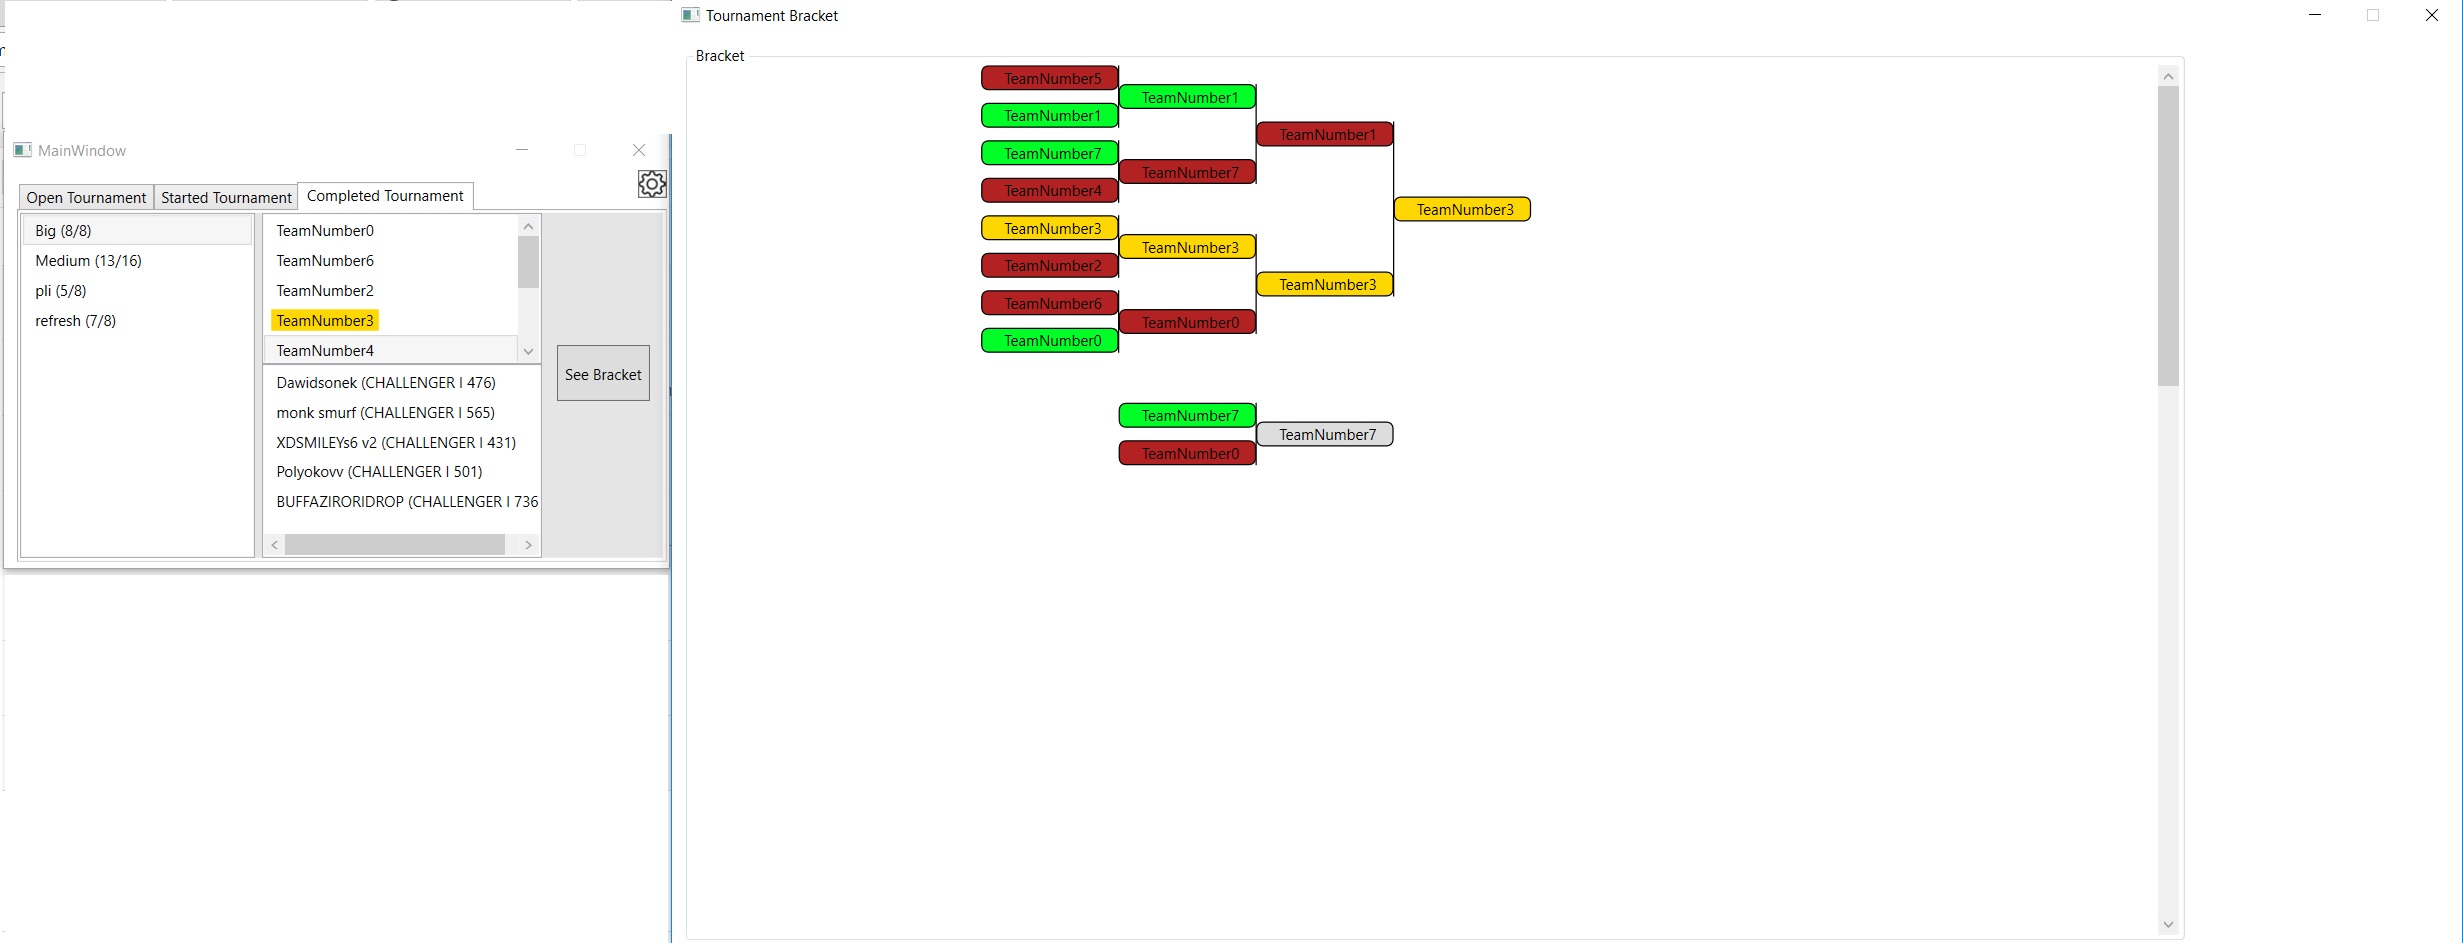 MainWindow
Open Tournament
Started Tournament
Completed Tournament
Big (8/8)
Medium (13/16)
pli (5/8)
refresh (7/8)
TeamNumber0
TeamNumber6
TeamNumber2
TeamNumber3
TeamNumber4
Dawidsonek (CHALLENGER I 476)
monk smurf (CHALLENGER I 565)
XDSMILEYs6 v2 (CHALLENGER I 431)
Polyokovv (CHALLENGER I 501)
BUFFAZIRORIDROP (CHALLENGER I 736
See Bracket
Tournament Bracket
Bracket
TeamNumber5
TeamNumber1
TeamNumber7
TeamNumber4
TeamNumber3
TeamNumber2
TeamNumber6
TeamNumber0
TeamNumber1
TeamNumber7
TeamNumber3
TeamNumber0
TeamNumber1
TeamNumber3
TeamNumber3
TeamNumber7
TeamNumber0
TeamNumber7